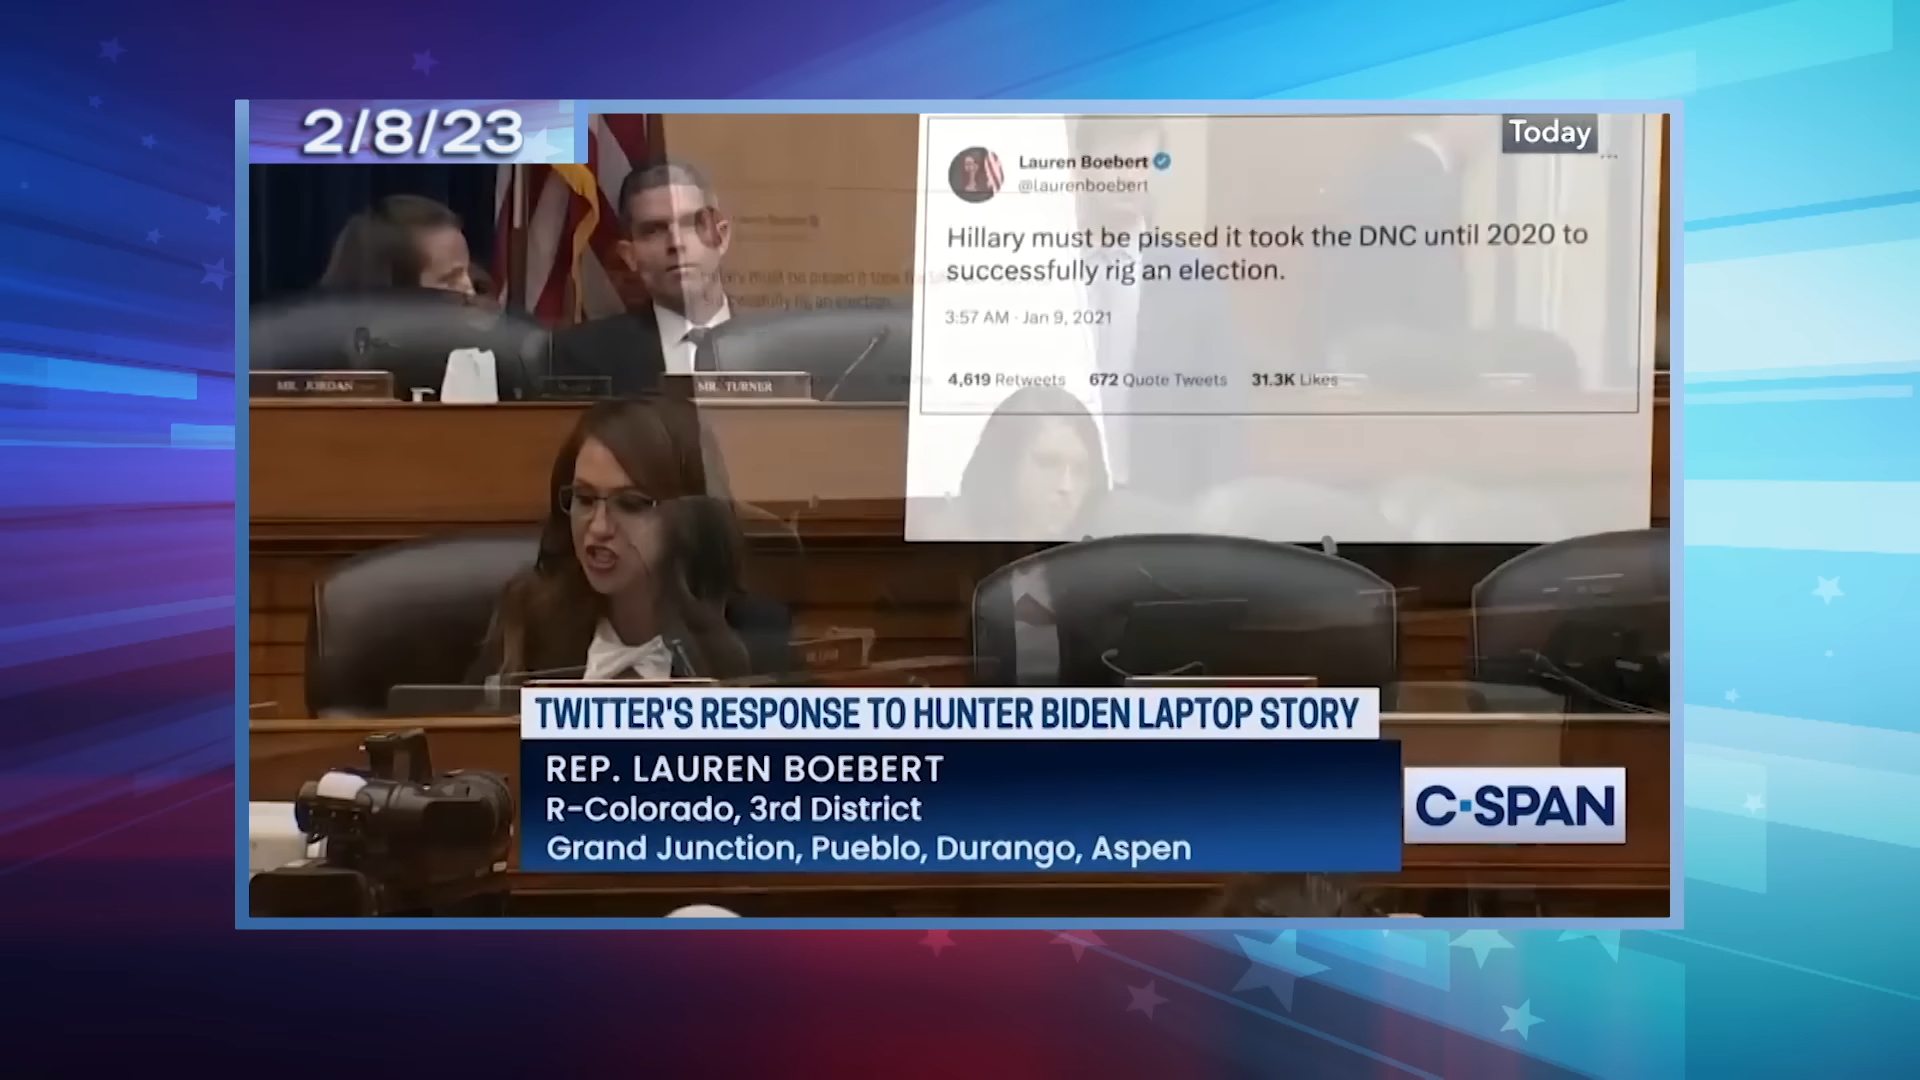 2/8/23
Today
Lauren Boebert
@laurenboebert
Hillary must be pissed it took the DNC until 2020 to
successfully rig an election.
3:57 AM · Jan 9, 2021
4,619 Retweets 672 Quote Tweets 31.3K Likes
MR. JORDAN
MR. TURNER
TWITTER'S RESPONSE TO HUNTER BIDEN LAPTOP STORY
REP. LAUREN BOEBERT
R-Colorado, 3rd District
Grand Junction, Pueblo, Durango, Aspen
C-SPAN